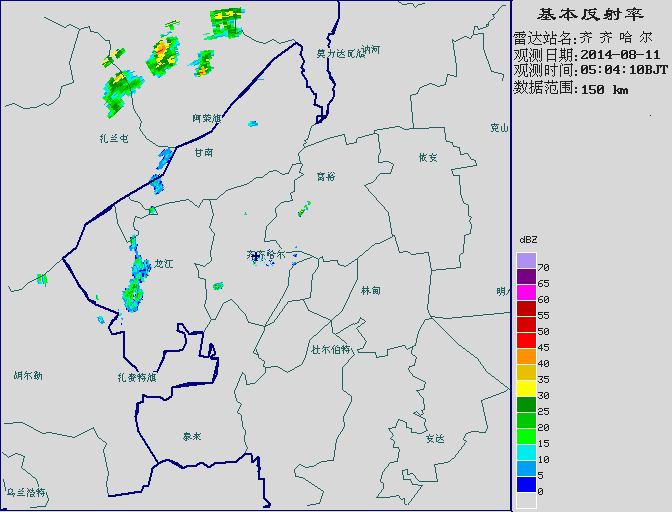 基本反射率
雷达站名:齐 齐 哈 尔
观测日期:2014-08-11
观测时间:05:04:10BJT
数据范围:150 km
dBZ
70
65
60
55
50
45
40
35
30
25
20
15
10
5
0
讷河
莫力达瓦旗
阿荣旗
克山
扎兰屯
甘南
依安
富裕
齐齐哈尔
龙江
林甸
明
杜尔伯特
胡尔勒
扎赉特旗
泰来
安达
乌兰浩特